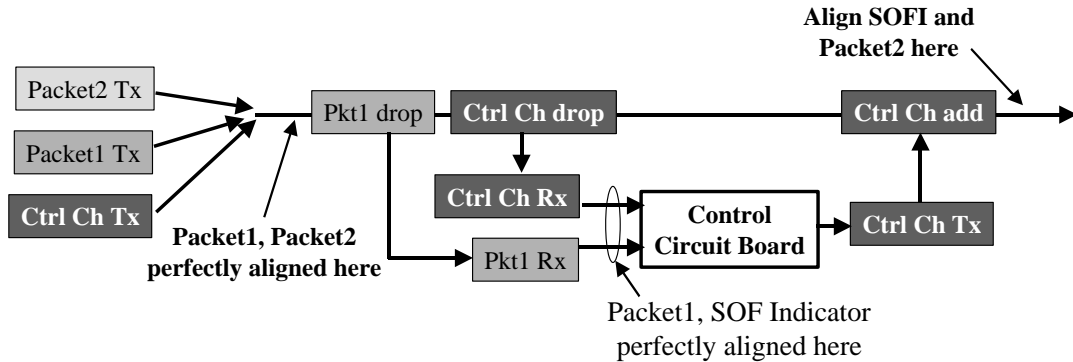 Align SOFI and
Packet2 here
Packet2 Tx
Pkt1 drop
Ctrl Ch drop
Ctrl Ch add
Packet1 Tx
Ctrl Ch Tx
Ctrl Ch Rx
Control
Circuit Board
Ctrl Ch Tx
Packet1, Packet2
perfectly aligned here
Pkt1 Rx
Packet1, SOF Indicator
perfectly aligned here